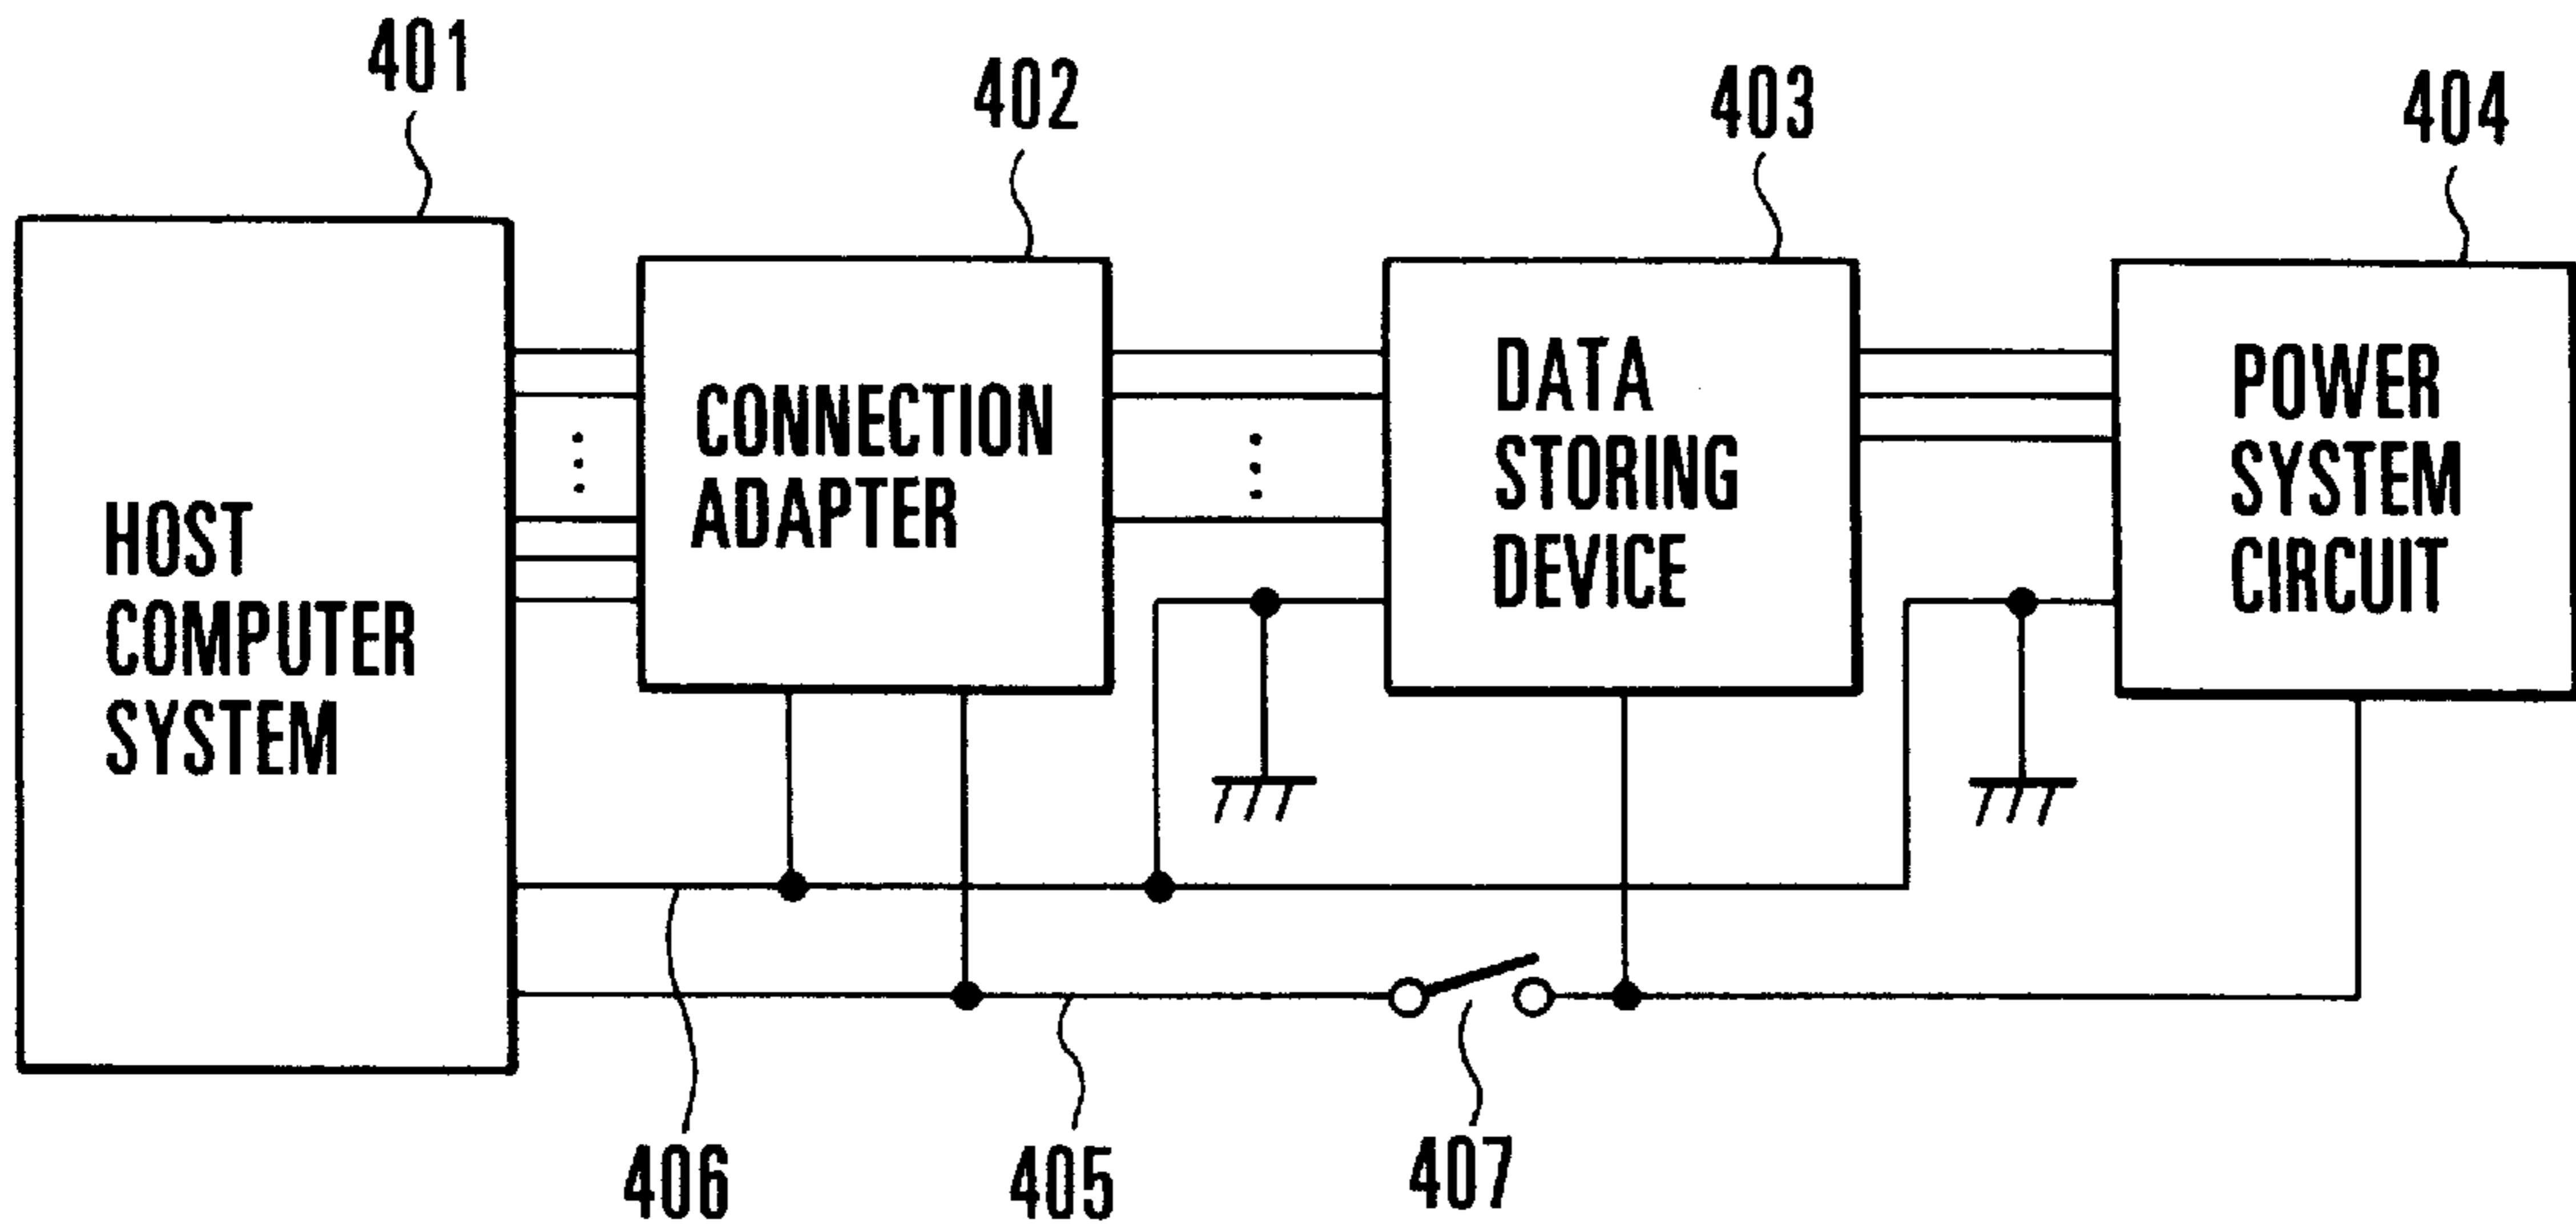 401
402
403
404
HOST
COMPUTER
SYSTEM
CONNECTION
ADAPTER
DATA
STORING
DEVICE
POWER
SYSTEM
CIRCUIT
406
405
407